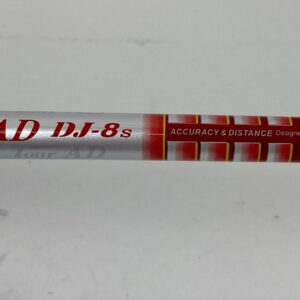 AD DJ-8s
ACCURACY & DISTANCE Designe
Tour AD